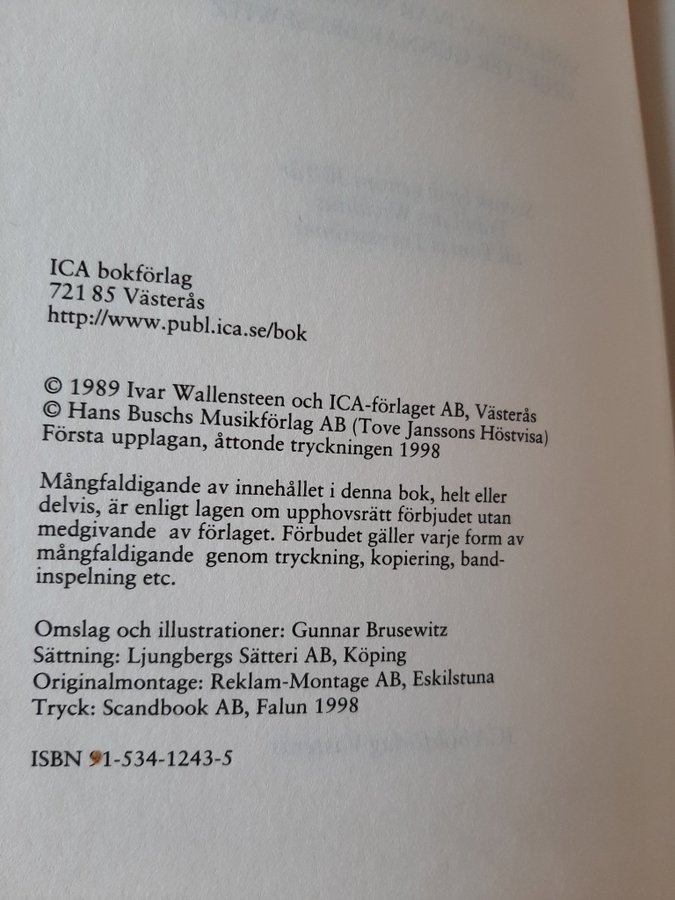 ICA bokförlag
721 85 Västerås
http://www.publ.ica.se/bok
© 1989 Ivar Wallensteen och ICA-förlaget AB, Västerås
© Hans Buschs Musikförlag AB (Tove Janssons Höstvisa)
Första upplagan, åttonde tryckningen 1998
Mångfaldigande av innehållet i denna bok, helt eller
delvis, är enligt lagen om upphovsrätt förbjudet utan
medgivande av förlaget. Förbudet gäller varje form av
mångfaldigande genom tryckning, kopiering, band-
inspelning etc.
Omslag och illustrationer: Gunnar Brusewitz
Sättning: Ljungbergs Sätteri AB, Köping
Originalmontage: Reklam-Montage AB, Eskilstuna
Tryck: Scandbook AB, Falun 1998
ISBN 91-534-1243-5